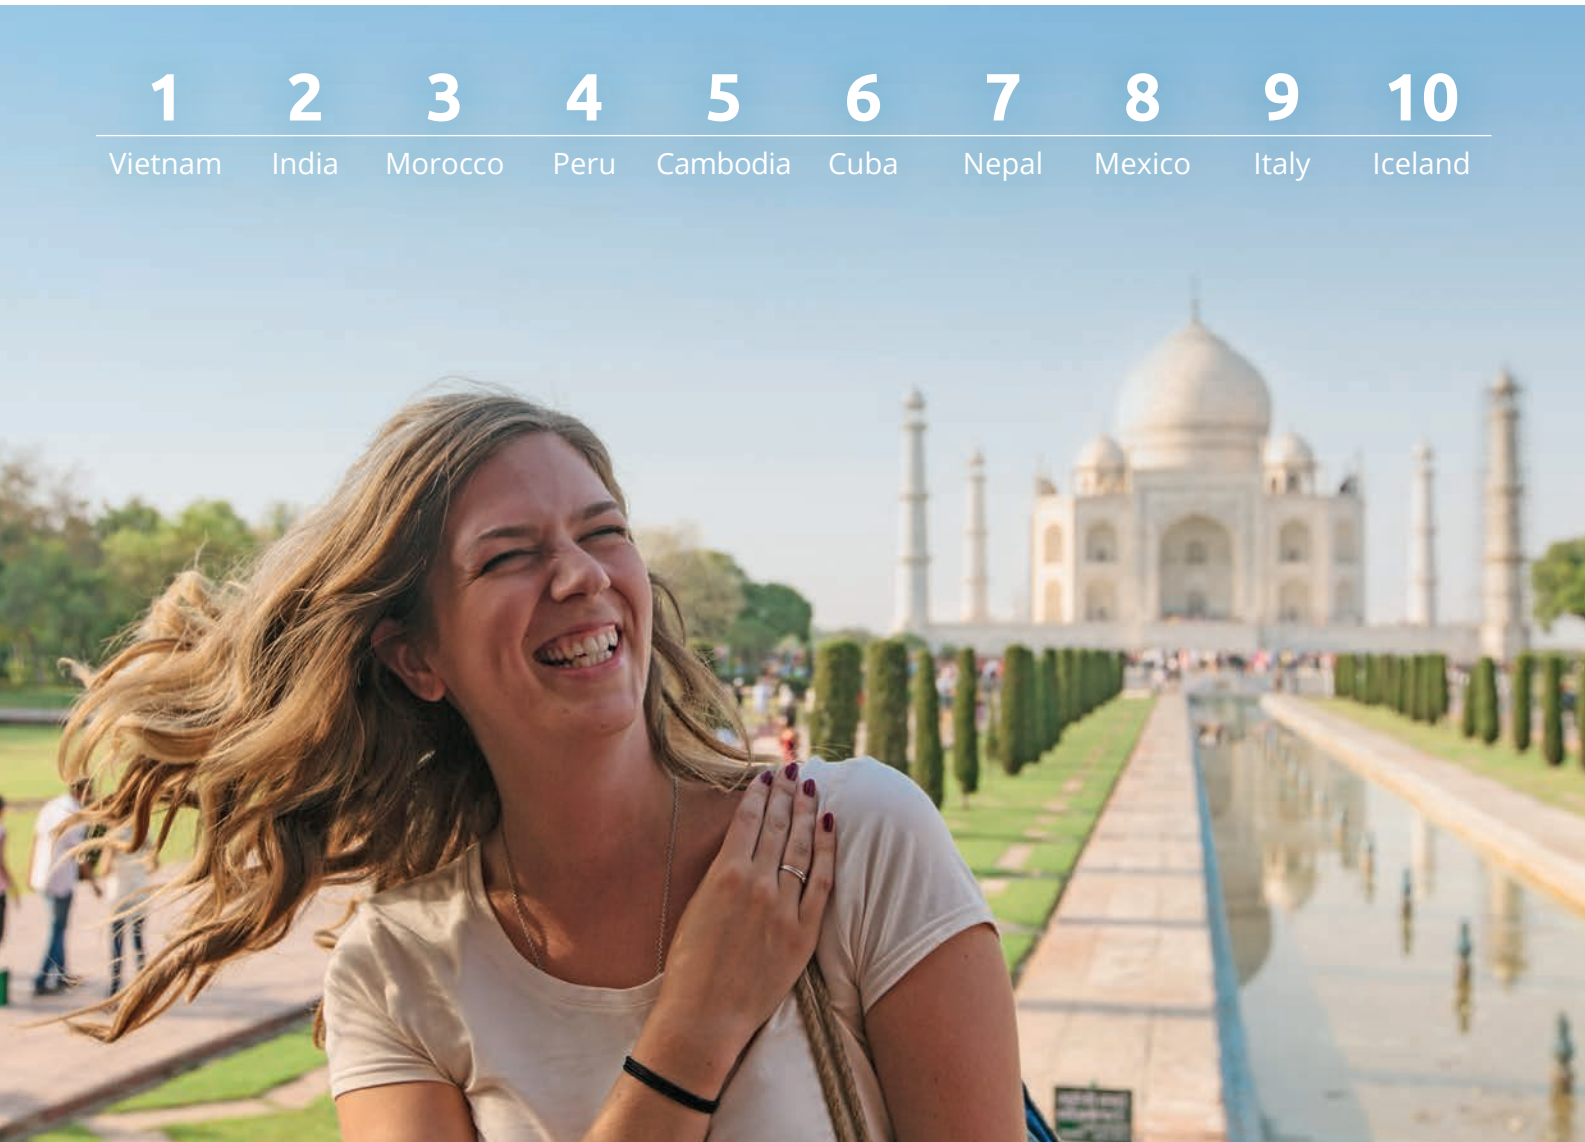 1 2 3 4 5 6 7 8 9 10
Vietnam India Morocco Peru Cambodia Cuba Nepal Mexico Italy Iceland